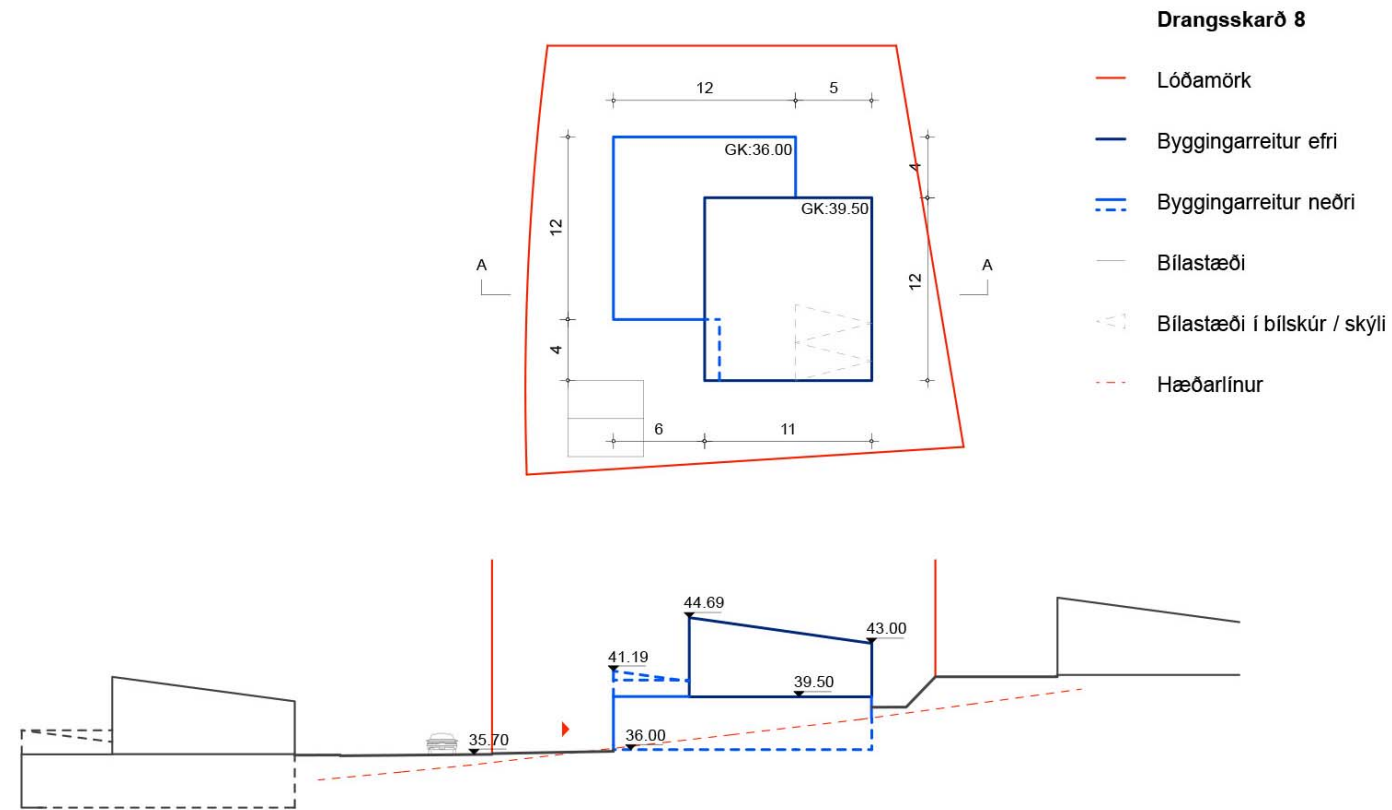 Drangsskarð 8
Lóðamörk
Byggingarreitur efri
Byggingarreitur neðri
Bílastæði
Bílastæði í bílskúr / skýli
Hæðarlínur
12
5
GK:36.00
4
GK:39.50
12
A
A
12
4
6
11
44.69
43.00
41.19
39.50
35.70
36.00